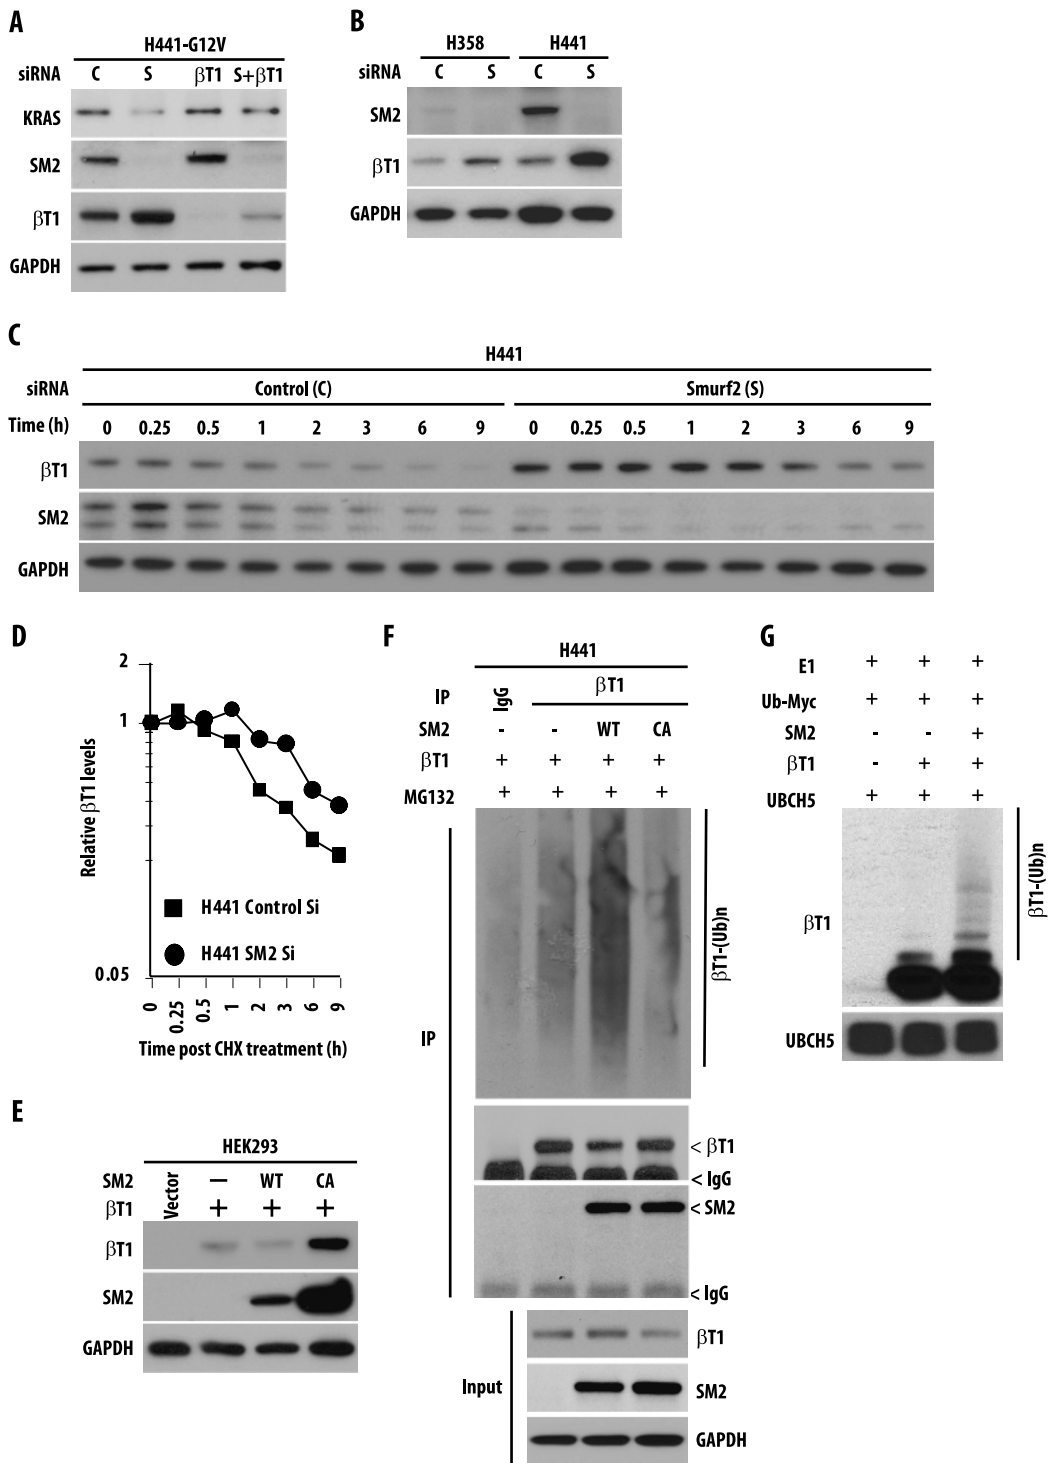 A
H441-G12V
siRNA C S βT1 S+βT1
KRAS
SM2
βT1
GAPDH
B
H358 H441
siRNA C S C S
SM2
βT1
GAPDH
C
H441
siRNA Control (C) Smurf2 (S)
Time (h) 0 0.25 0.5 1 2 3 6 9 0 0.25 0.5 1 2 3 6 9
βT1
SM2
GAPDH
D
2
1
0.05
Relative βT1 levels
H441 Control Si
H441 SM2 Si
0 0.25 0.5 1 2 3 6 9
Time post CHX treatment (h)
E
HEK293
SM2 Vector – WT CA
βT1 + + +
βT1
SM2
GAPDH
F
H441
IP IgG βT1
SM2 - - WT CA
βT1 + + + +
MG132 + + + +
βT1-(Ub)n
IP
< βT1
< IgG
< SM2
< IgG
Input
βT1
SM2
GAPDH
G
E1 + + +
Ub-Myc + + +
SM2 - - +
βT1 - + +
UBCH5 + + +
βT1
βT1-(Ub)n
UBCH5